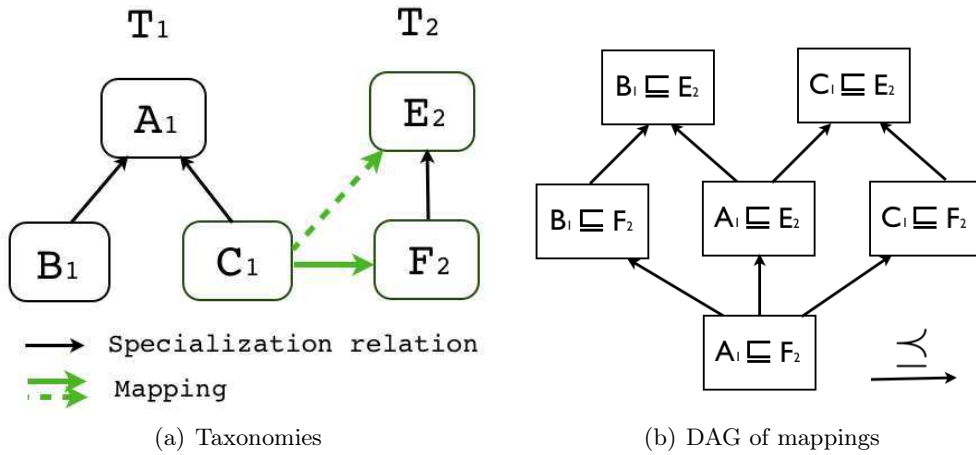 T1 T2
A1 E2
B1 C1 F2
Specialization relation
Mapping
(a) Taxonomies
B1 ⊑ E2 C1 ⊑ E2
B1 ⊑ F2 A1 ⊑ E2 C1 ⊑ F2
A1 ⊑ F2
⪯
(b) DAG of mappings